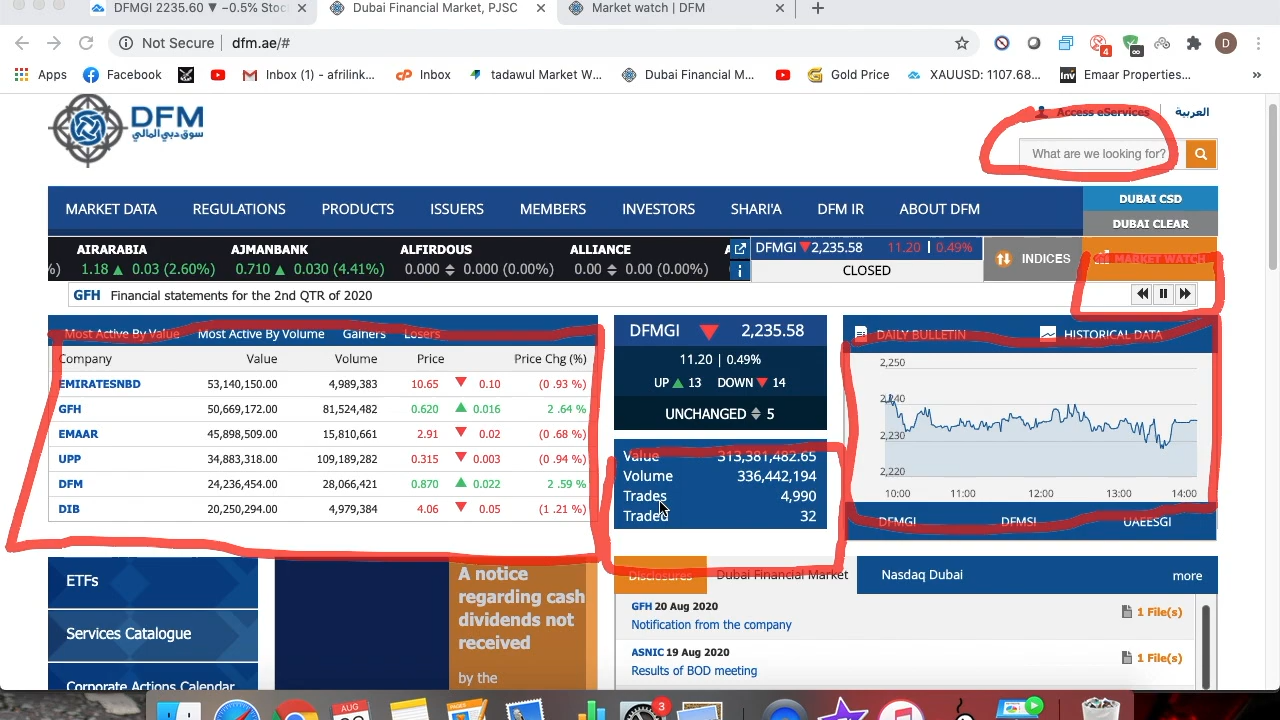 DFMGI 2235.60 ▼ −0.5% Stoc
Dubai Financial Market, PJSC
Market watch | DFM
Not Secure | dfm.ae/#
D
Apps
Facebook
Inbox (1) - afrilink...
Inbox
tadawul Market W...
Dubai Financial M...
Gold Price
XAUUSD: 1107.68...
Inv
Emaar Properties...
»
4
DFM
سوق دبي المالي
Access eServices
العربية
What are we looking for?
MARKET DATA
REGULATIONS
PRODUCTS
ISSUERS
MEMBERS
INVESTORS
SHARI'A
DFM IR
ABOUT DFM
DUBAI CSD
DUBAI CLEAR
%)
AIRARABIA
1.18 ▲ 0.03 (2.60%)
AJMANBANK
0.710 ▲ 0.030 (4.41%)
ALFIRDOUS
0.000 0.000 (0.00%)
ALLIANCE
0.00 0.00 (0.00%)
DFMGI ▼ 2,235.58 11.20 | 0.49%
CLOSED
INDICES
MARKET WATCH
GFH Financial statements for the 2nd QTR of 2020
Most Active By Value
Most Active By Volume
Gainers
Losers
Company Value Volume Price Price Chg (%)
EMIRATESNBD 53,140,150.00 4,989,383 10.65 ▼ 0.10 (0 .93 %)
GFH 50,669,172.00 81,524,482 0.620 ▲ 0.016 2 .64 %
EMAAR 45,898,509.00 15,810,661 2.91 ▼ 0.02 (0 .68 %)
UPP 34,883,318.00 109,189,282 0.315 ▼ 0.003 (0 .94 %)
DFM 24,236,454.00 28,066,421 0.870 ▲ 0.022 2 .59 %
DIB 20,250,294.00 4,979,384 4.06 ▼ 0.05 (1 .21 %)
DFMGI ▼ 2,235.58
11.20 | 0.49%
UP ▲ 13 DOWN ▼ 14
UNCHANGED 5
Value 313,381,482.65
Volume 336,442,194
Trades 4,990
Traded 32
DAILY BULLETIN
HISTORICAL DATA
2,250
2,240
2,230
2,220
10:00 11:00 12:00 13:00 14:00
DFMGI
DFMSI
UAEESGI
ETFs
Services Catalogue
Corporate Actions Calendar
A notice
regarding cash
dividends not
received
by the
Disclosures
Dubai Financial Market
Nasdaq Dubai
more
GFH 20 Aug 2020
1 File(s)
Notification from the company
ASNIC 19 Aug 2020
1 File(s)
Results of BOD meeting
AUG
3